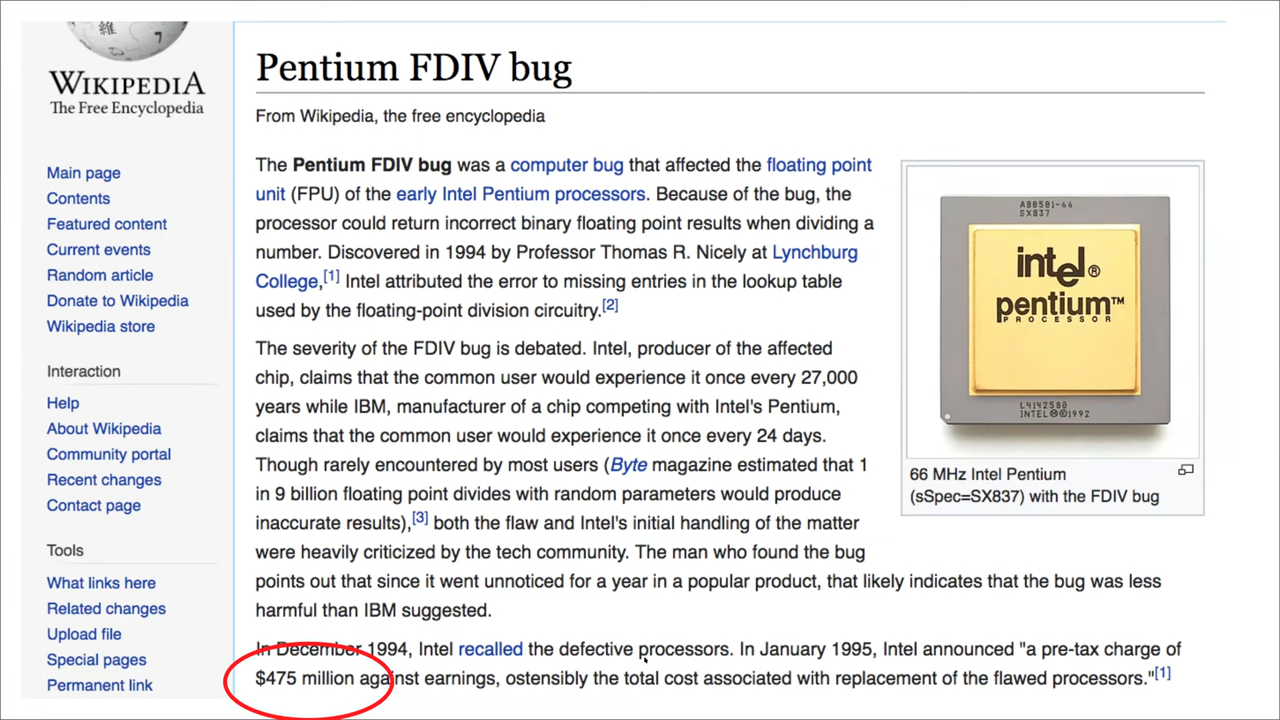 維
7
WIKIPEDIA
The Free Encyclopedia
Main page
Contents
Featured content
Current events
Random article
Donate to Wikipedia
Wikipedia store
Interaction
Help
About Wikipedia
Community portal
Recent changes
Contact page
Tools
What links here
Related changes
Upload file
Special pages
Permanent link
Pentium FDIV bug
From Wikipedia, the free encyclopedia
The Pentium FDIV bug was a computer bug that affected the floating point
unit (FPU) of the early Intel Pentium processors. Because of the bug, the
processor could return incorrect binary floating point results when dividing a
number. Discovered in 1994 by Professor Thomas R. Nicely at Lynchburg
College,[1] Intel attributed the error to missing entries in the lookup table
used by the floating-point division circuitry.[2]
The severity of the FDIV bug is debated. Intel, producer of the affected
chip, claims that the common user would experience it once every 27,000
years while IBM, manufacturer of a chip competing with Intel's Pentium,
claims that the common user would experience it once every 24 days.
Though rarely encountered by most users (Byte magazine estimated that 1
in 9 billion floating point divides with random parameters would produce
inaccurate results),[3] both the flaw and Intel's initial handling of the matter
were heavily criticized by the tech community. The man who found the bug
points out that since it went unnoticed for a year in a popular product, that likely indicates that the bug was less
harmful than IBM suggested.
In December 1994, Intel recalled the defective processors. In January 1995, Intel announced "a pre-tax charge of
$475 million against earnings, ostensibly the total cost associated with replacement of the flawed processors."[1]
A80501-66
SX837
intel®
pentium™
PROCESSOR
L4142580
INTEL Ⓜ©1992
66 MHz Intel Pentium
(sSpec=SX837) with the FDIV bug